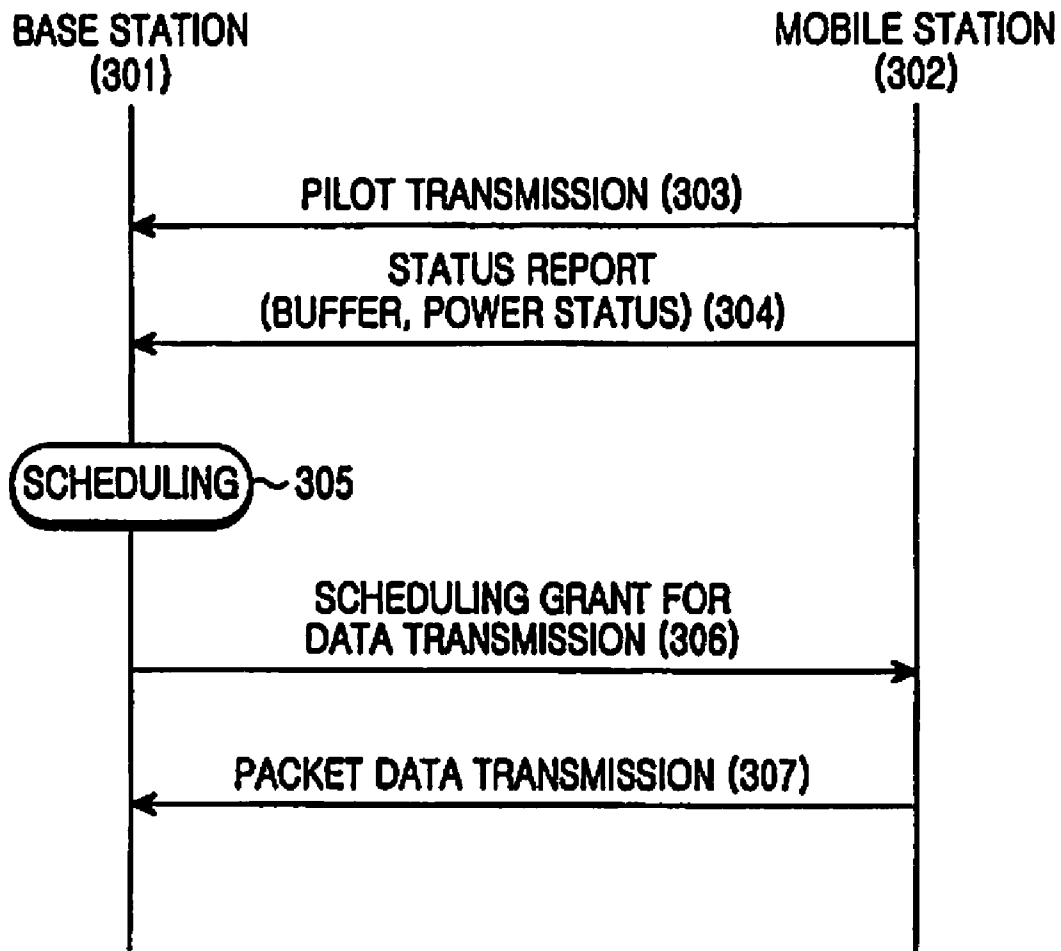 BASE STATION
(301)
MOBILE STATION
(302)
PILOT TRANSMISSION (303)
STATUS REPORT
(BUFFER, POWER STATUS) (304)
SCHEDULING
305
SCHEDULING GRANT FOR
DATA TRANSMISSION (306)
PACKET DATA TRANSMISSION (307)